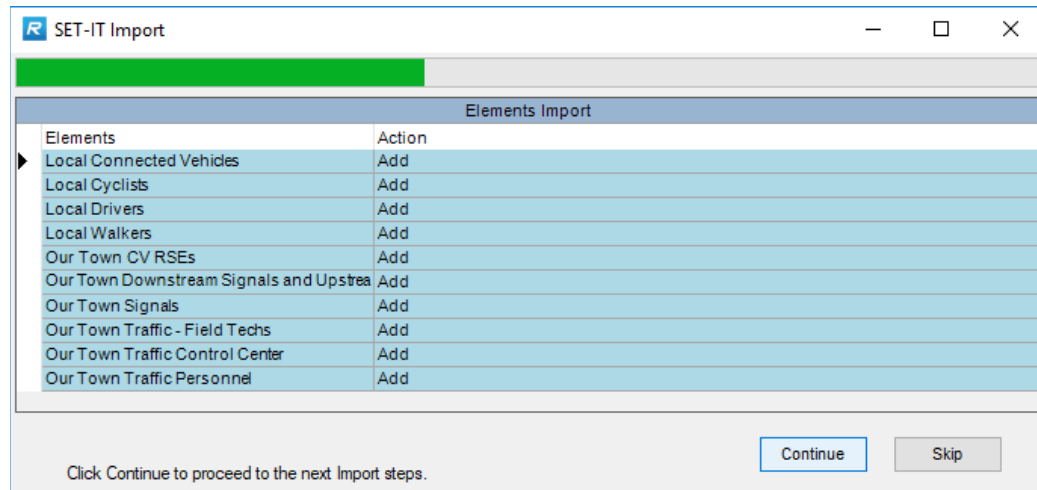 R SET-IT Import
Elements Import
Elements Action
Local Connected Vehicles Add
Local Cyclists Add
Local Drivers Add
Local Walkers Add
Our Town CV RSEs Add
Our Town Downstream Signals and Upstrea Add
Our Town Signals Add
Our Town Traffic - Field Techs Add
Our Town Traffic Control Center Add
Our Town Traffic Personnel Add
Continue Skip
Click Continue to proceed to the next Import steps.